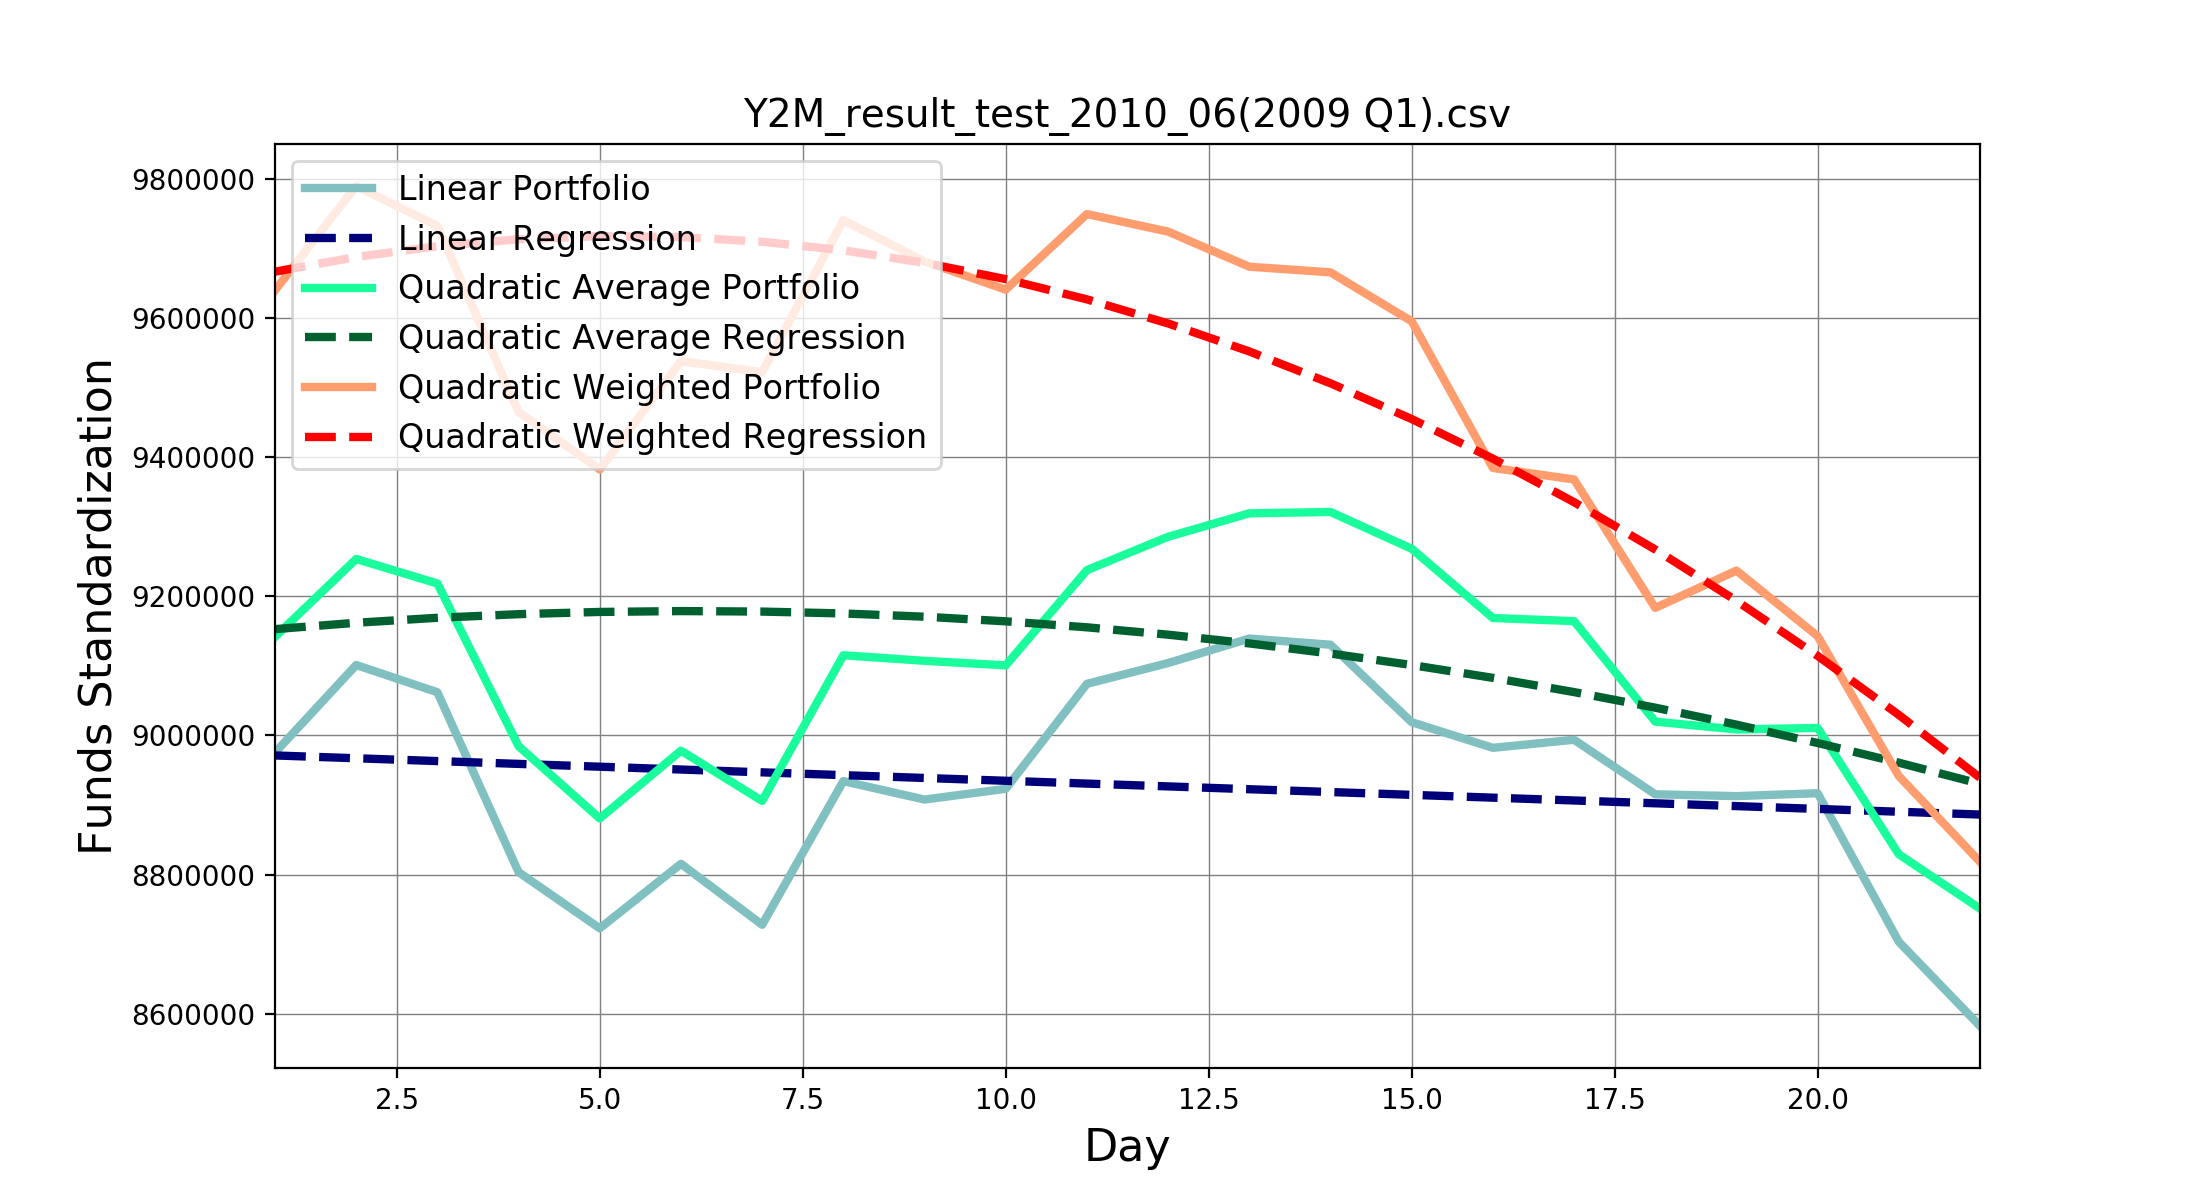 Y2M_result_test_2010_06(2009 Q1).csv
Linear Portfolio
Linear Regression
Quadratic Average Portfolio
Quadratic Average Regression
Quadratic Weighted Portfolio
Quadratic Weighted Regression
Funds Standardization
9800000
9600000
9400000
9200000
9000000
8800000
8600000
2.5 5.0 7.5 10.0 12.5 15.0 17.5 20.0
Day